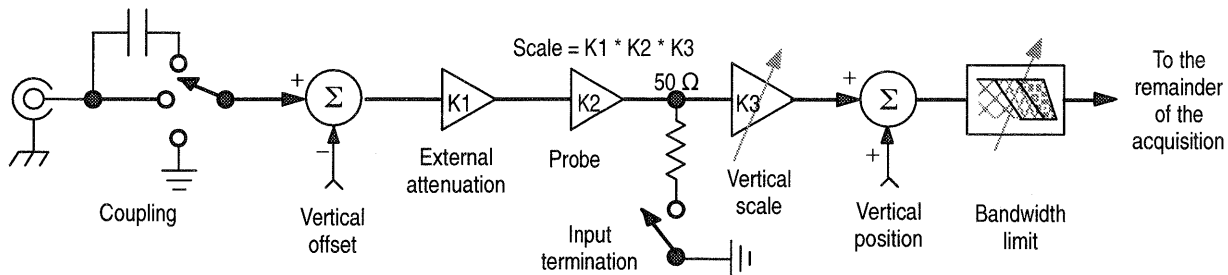 Scale = K1 * K2 * K3
50 Ω
To the
remainder
of the
acquisition
+
Σ
−
K1
K2
K3
+
Σ
+
External
attenuation
Probe
Coupling
Vertical
offset
Input
termination
Vertical
scale
Vertical
position
Bandwidth
limit